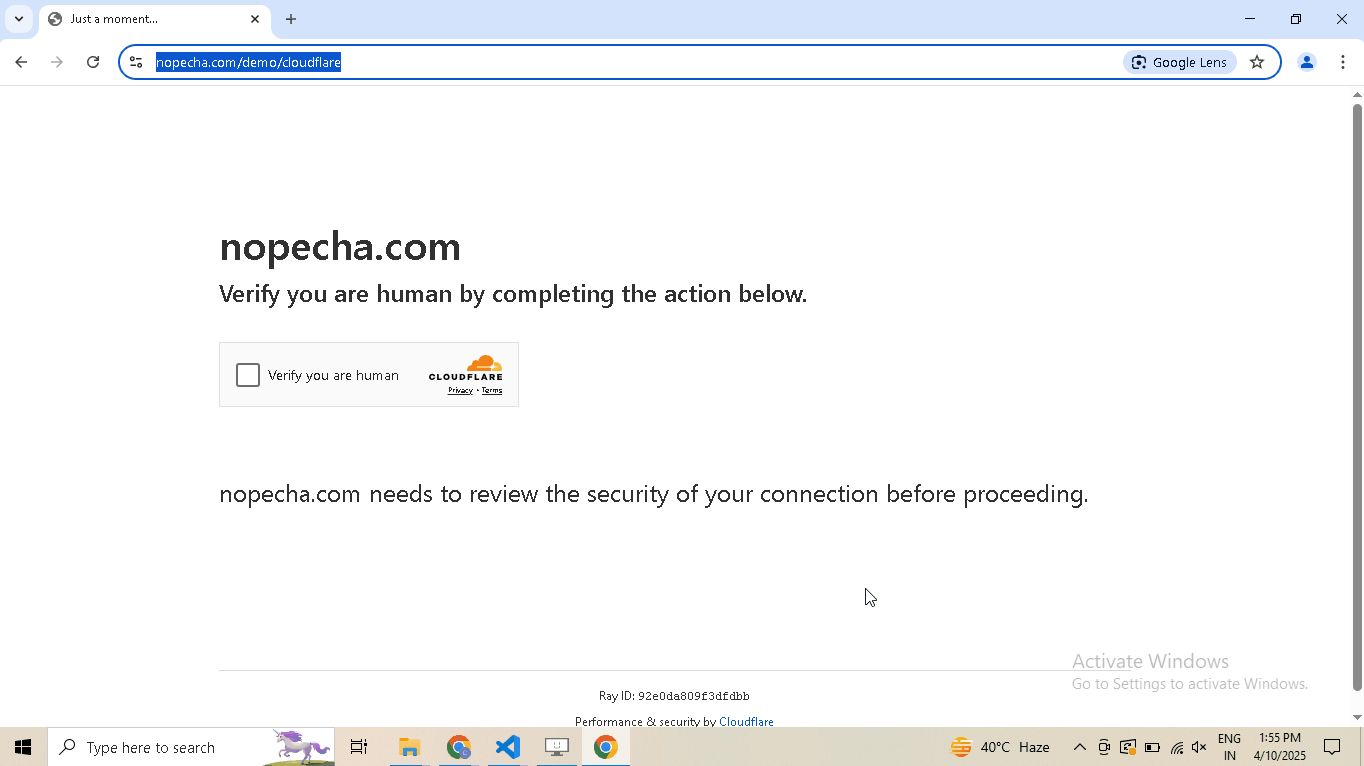 Just a moment...
nopecha.com/demo/cloudflare
Google Lens
nopecha.com
Verify you are human by completing the action below.
Verify you are human
CLOUDFLARE
Privacy • Terms
nopecha.com needs to review the security of your connection before proceeding.
Activate Windows
Go to Settings to activate Windows.
Ray ID: 92e0da809f3dfdbb
Performance & security by Cloudflare
Type here to search
40°C Haze
ENG
IN
1:55 PM
4/10/2025